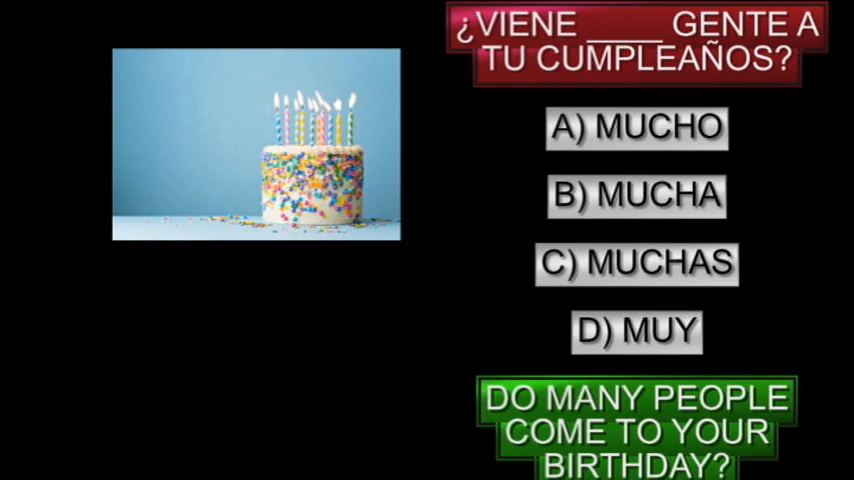 ¿VIENE ____ GENTE A
TU CUMPLEAÑOS?
A) MUCHO
B) MUCHA
C) MUCHAS
D) MUY
DO MANY PEOPLE
COME TO YOUR
BIRTHDAY?